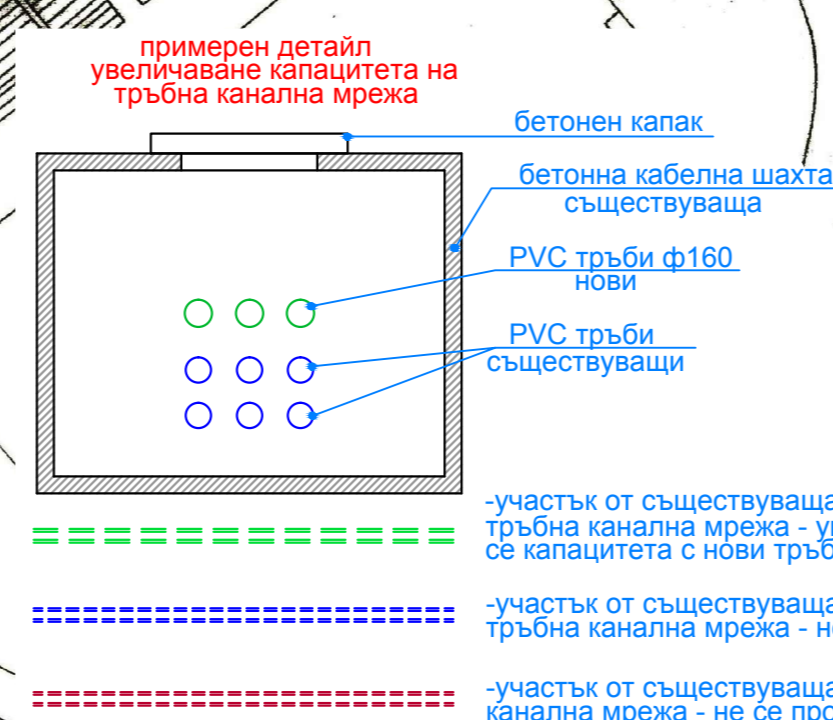 примерен детайл
увеличаване капацитета на
тръбна канална мрежа
бетонен капак
бетонна кабелна шахта
съществуваща
PVC тръби ф160
нови
PVC тръби
съществуващи
-участък от съществуваща
тръбна канална мрежа -
се капацитета с нови
-участък от съществуваща
тръбна канална мрежа -
-участък от съществуваща
канална мрежа - не се